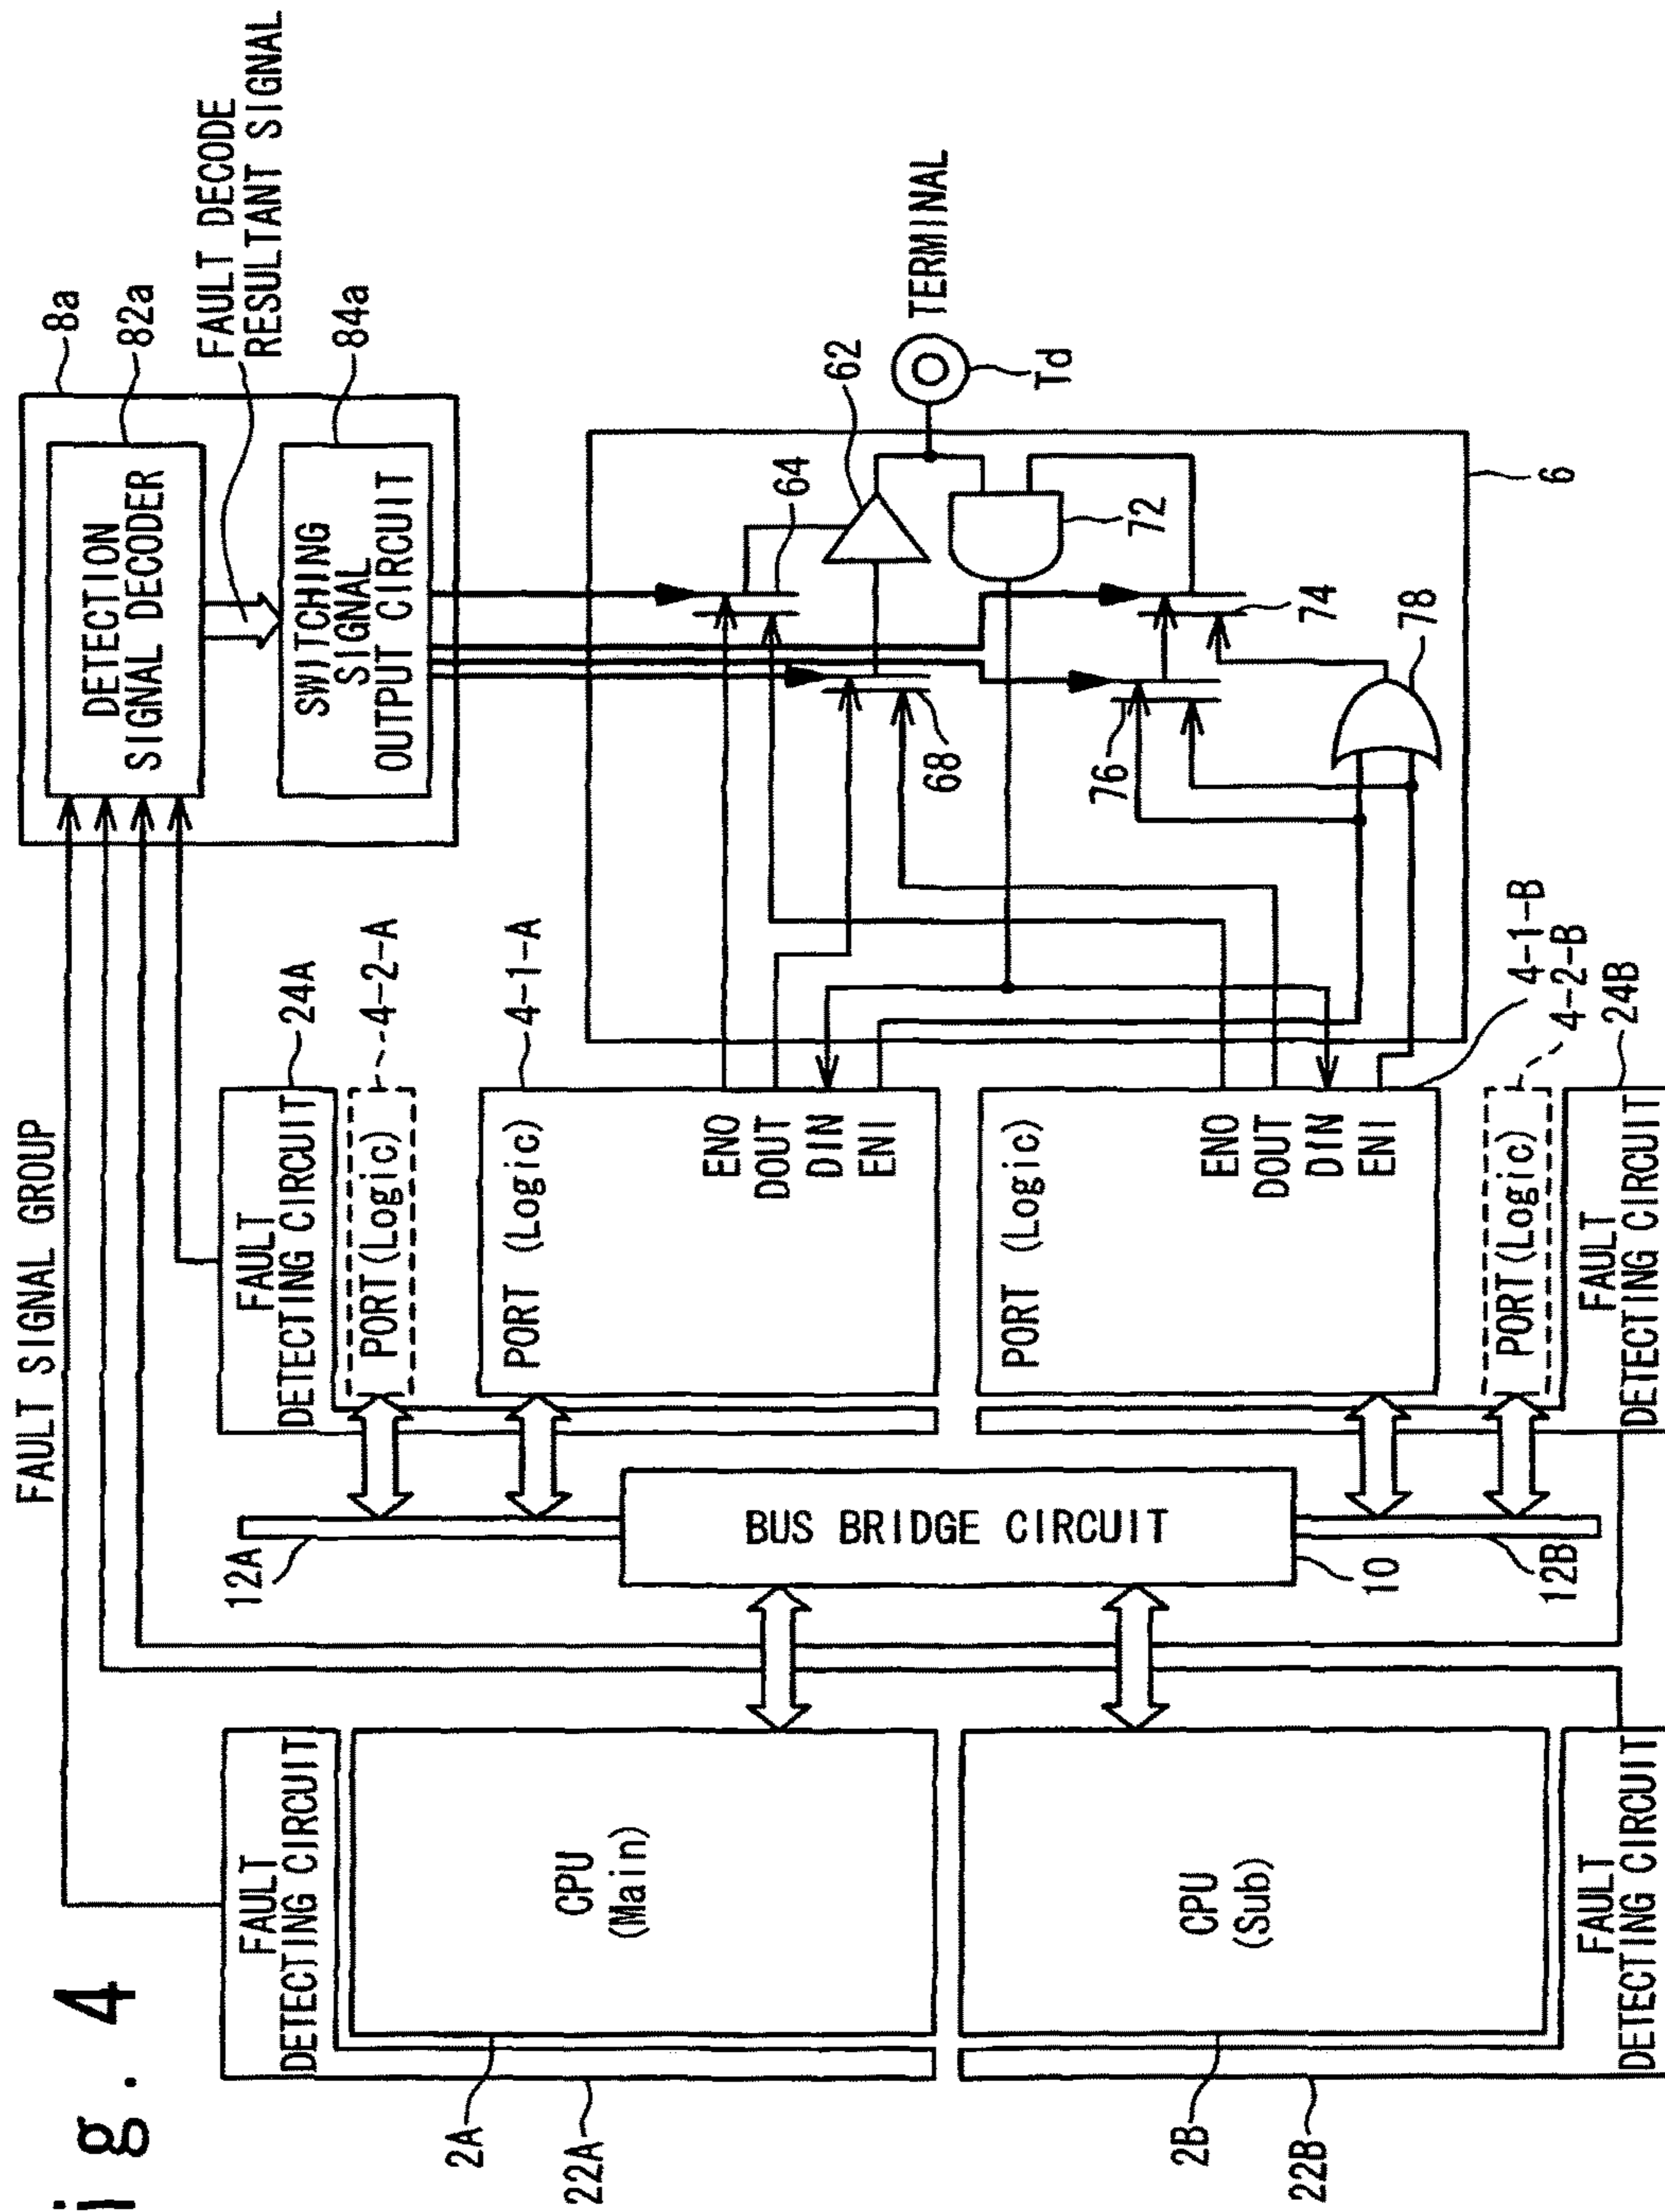 ig. 4
FAULT SIGNAL GROUP
8a
82a
DETECTION
SIGNAL DECODER
FAULT DECODE
RESULTANT SIGNAL
SWITCHING
SIGNAL
OUTPUT CIRCUIT
84a
22A
FAULT
DETECTING CIRCUIT
2A
CPU
(Main)
2B
CPU
(Sub)
22B
FAULT
DETECTING CIRCUIT
12A
BUS BRIDGE CIRCUIT
10
12B
FAULT
DETECTING CIRCUIT
24A
PORT(Logic)
4-2-A
PORT (Logic)
4-1-A
ENO
DOUT
DIN
ENI
PORT (Logic)
4-1-B
ENO
DOUT
DIN
ENI
PORT(Logic)
4-2-B
FAULT
DETECTING CIRCUIT
24B
62
64
68
72
74
76
78
6
TERMINAL
Td